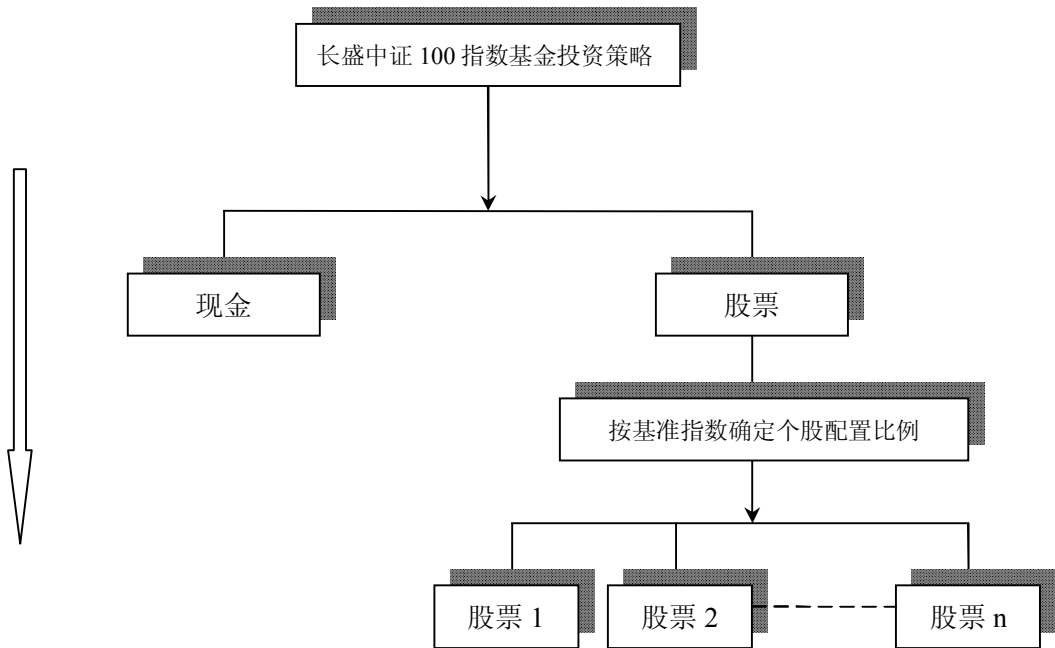 长盛中证 100 指数基金投资策略
现金
股票
按基准指数确定个股配置比例
股票 1
股票 2
股票 n